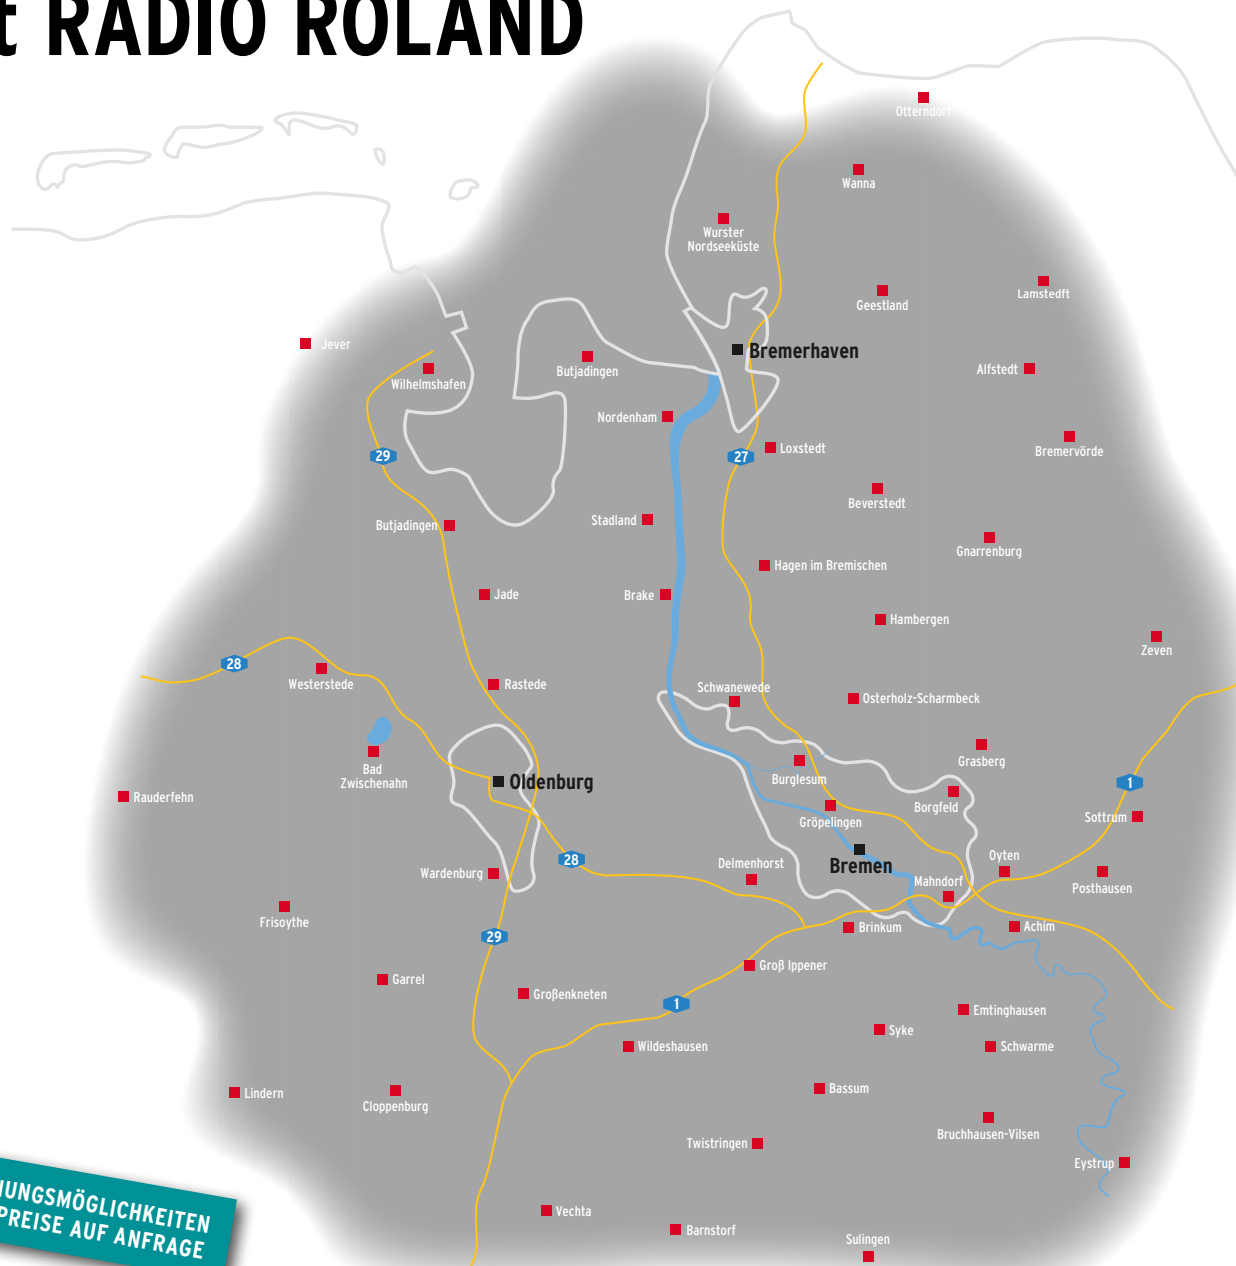 t RADIO ROLAND
Otterndorf
Wanna
Wurster
Nordseeküste
Geestland
Lamstedft
Jever
Wilhelmshafen
Butjadingen
Bremerhaven
Alfstedt
Nordenham
29
27
Loxstedt
Bremervörde
Beverstedt
Butjadingen
Stadland
Gnarrenburg
Hagen im Bremischen
Jade
Brake
Hambergen
Zeven
28
Westerstede
Rastede
Schwanewede
Osterholz-Scharmbeck
Grasberg
Bad
Zwischenahn
Oldenburg
Burglesum
1
Rauderfehn
Borgfeld
Gröpelingen
Sottrum
28
Bremen
Delmenhorst
Oyten
Wardenburg
Mahndorf
Posthausen
Frisoythe
29
Brinkum
Achim
Groß Ippener
Garrel
Großenkneten
1
Emtinghausen
Syke
Wildeshausen
Schwarme
Lindern
Cloppenburg
Bassum
Bruchhausen-Vilsen
Twistringen
Eystrup
HUNGSMÖGLICHKEITEN
PREISE AUF ANFRAGE
Vechta
Barnstorf
Sulingen